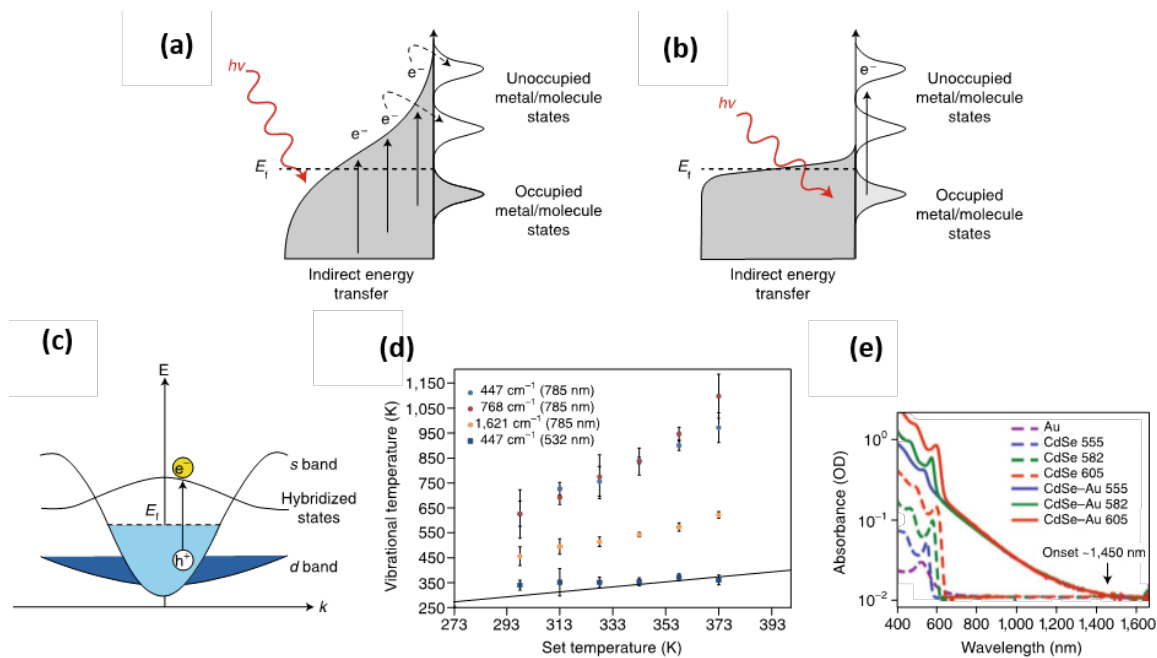 (a)
hν
e⁻
e⁻
e⁻
Unoccupied
metal/molecule
states
E_f
Occupied
metal/molecule
states
Indirect energy
transfer
(b)
hν
e⁻
Unoccupied
metal/molecule
states
E_f
Occupied
metal/molecule
states
Indirect energy
transfer
(c)
E
e⁻
s band
E_f
Hybridized
states
h⁺
d band
k
(d)
Vibrational temperature (K)
1,150
1,050
950
850
750
650
550
450
350
250
447 cm⁻¹ (785 nm)
768 cm⁻¹ (785 nm)
1,621 cm⁻¹ (785 nm)
447 cm⁻¹ (532 nm)
273 293 313 333 353 373 393
Set temperature (K)
(e)
Absorbance (OD)
10⁰
10⁻¹
10⁻²
Au
CdSe 555
CdSe 582
CdSe 605
CdSe–Au 555
CdSe–Au 582
CdSe–Au 605
Onset ~1,450 nm
400 600 800 1,000 1,200 1,400 1,600
Wavelength (nm)